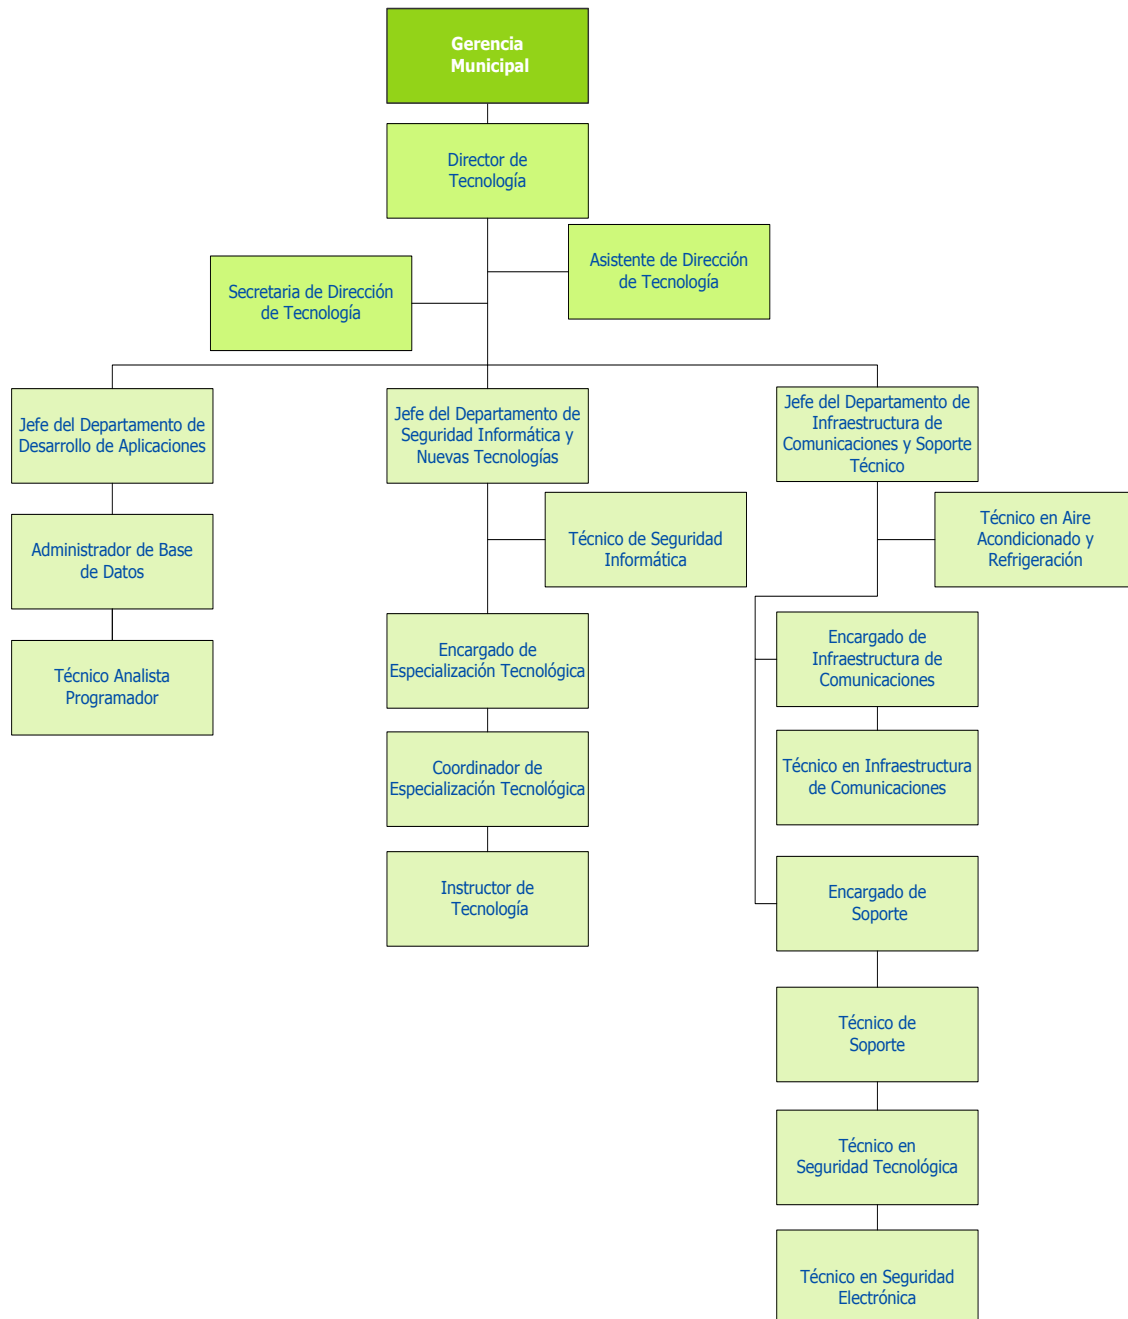 Gerencia
Municipal
Director de
Tecnología
Asistente de Dirección
de Tecnología
Secretaria de Dirección
de Tecnología
Jefe del Departamento de
Desarrollo de Aplicaciones
Jefe del Departamento de
Seguridad Informática y
Nuevas Tecnologías
Jefe del Departamento de
Infraestructura de
Comunicaciones y Soporte
Técnico
Administrador de Base
de Datos
Técnico de Seguridad
Informática
Técnico en Aire
Acondicionado y
Refrigeración
Técnico Analista
Programador
Encargado de
Especialización Tecnológica
Encargado de
Infraestructura de
Comunicaciones
Coordinador de
Especialización Tecnológica
Técnico en Infraestructura
de Comunicaciones
Instructor de
Tecnología
Encargado de
Soporte
Técnico de
Soporte
Técnico en
Seguridad Tecnológica
Técnico en Seguridad
Electrónica